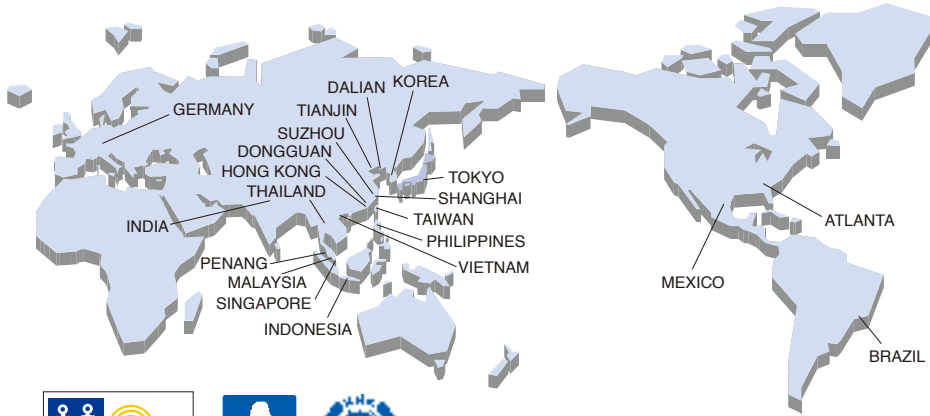 DALIAN
KOREA
GERMANY
TIANJIN
SUZHOU
DONGGUAN
HONG KONG
THAILAND
TOKYO
SHANGHAI
INDIA
TAIWAN
ATLANTA
PHILIPPINES
PENANG
VIETNAM
MALAYSIA
MEXICO
SINGAPORE
INDONESIA
BRAZIL